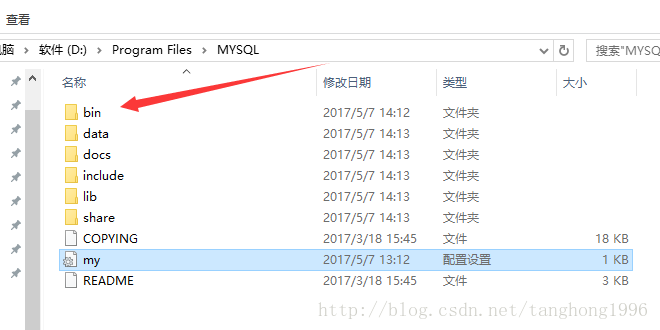 查看
脑 软件 (D:) Program Files MYSQL 搜索"MYSQ
名称 修改日期 类型 大小
bin 2017/5/7 14:12 文件夹
data 2017/5/7 14:13 文件夹
docs 2017/5/7 14:13 文件夹
include 2017/5/7 14:13 文件夹
lib 2017/5/7 14:13 文件夹
share 2017/5/7 14:13 文件夹
COPYING 2017/3/18 15:45 文件 18 KB
my 2017/5/7 13:12 配置设置 1 KB
README 2017/3/18 15:45 文件 3 KB
http://blog.csdn.net/tanghong1996